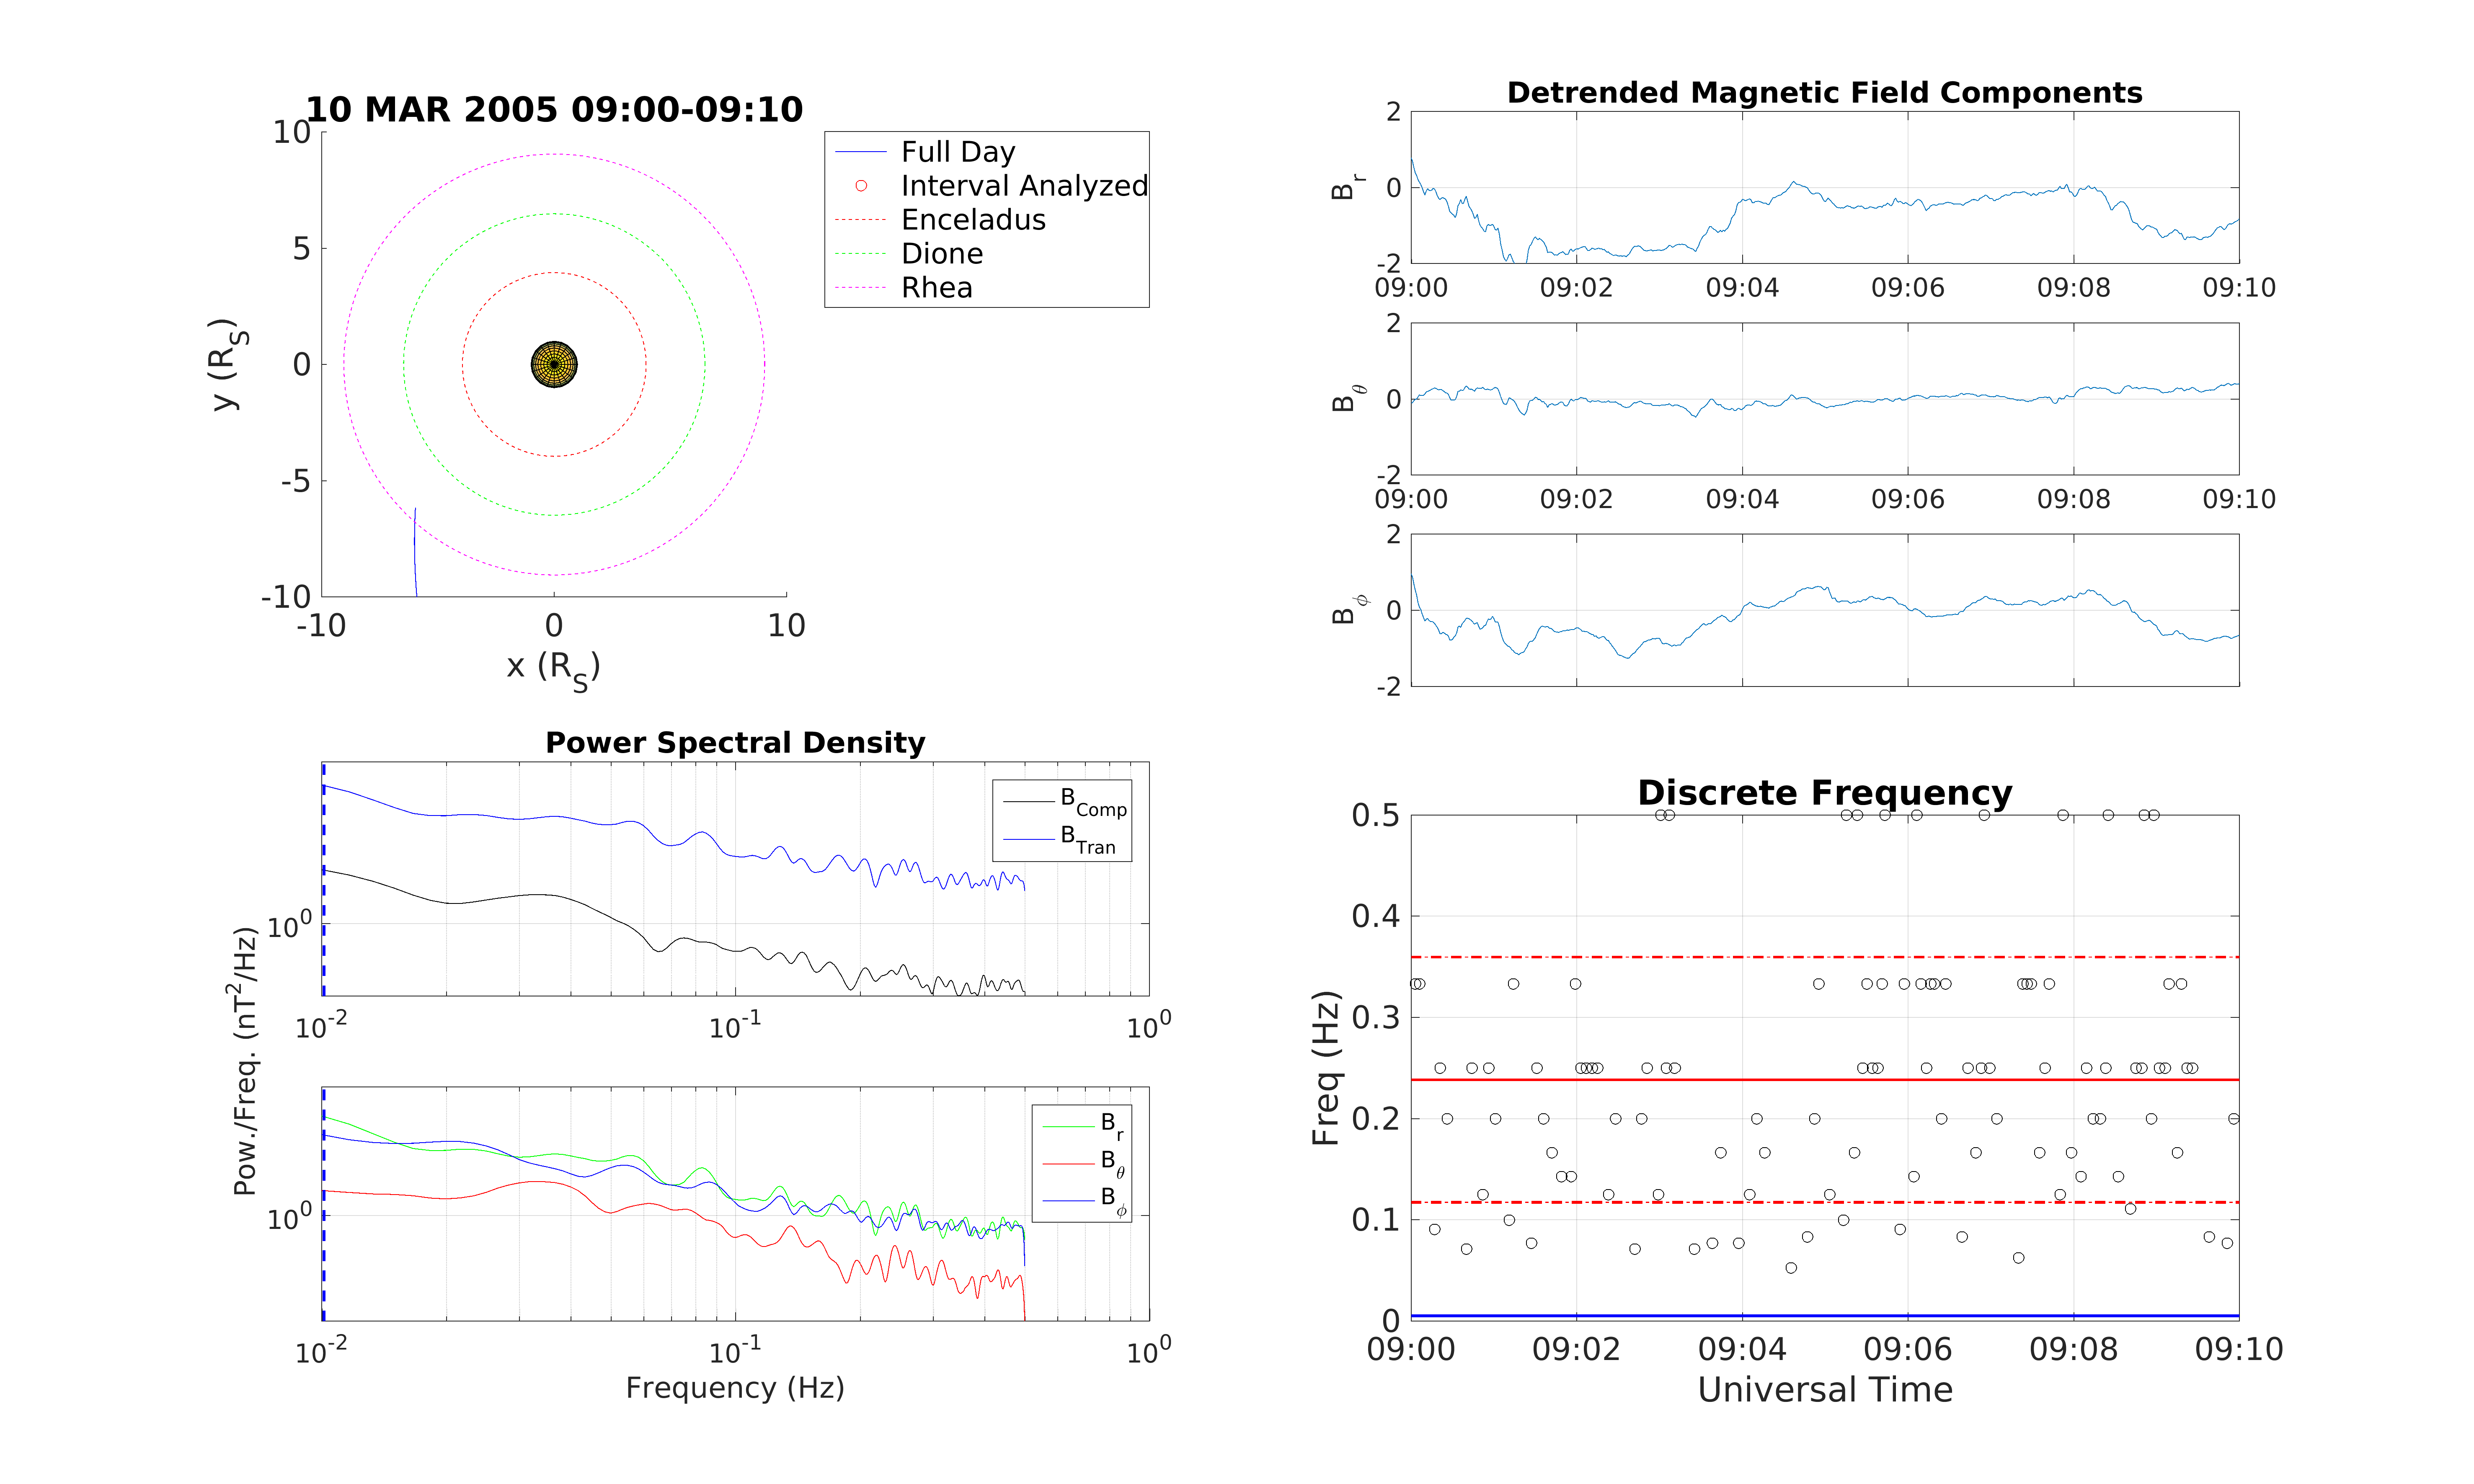 10 MAR 2005 09:00-09:10
10
5
0
-5
-10
-10 0 10
y (R_S)
x (R_S)
Full Day
Interval Analyzed
Enceladus
Dione
Rhea
Detrended Magnetic Field Components
B_r
2
0
-2
09:00 09:02 09:04 09:06 09:08 09:10
B_θ
2
0
-2
09:00 09:02 09:04 09:06 09:08 09:10
B_ϕ
2
0
-2
Power Spectral Density
B_Comp
B_Tran
10^0
10^-2 10^-1 10^0
Pow./Freq. (nT^2/Hz)
B_r
B_θ
B_ϕ
10^0
10^-2 10^-1 10^0
Frequency (Hz)
Discrete Frequency
Freq (Hz)
0.5
0.4
0.3
0.2
0.1
0
09:00 09:02 09:04 09:06 09:08 09:10
Universal Time